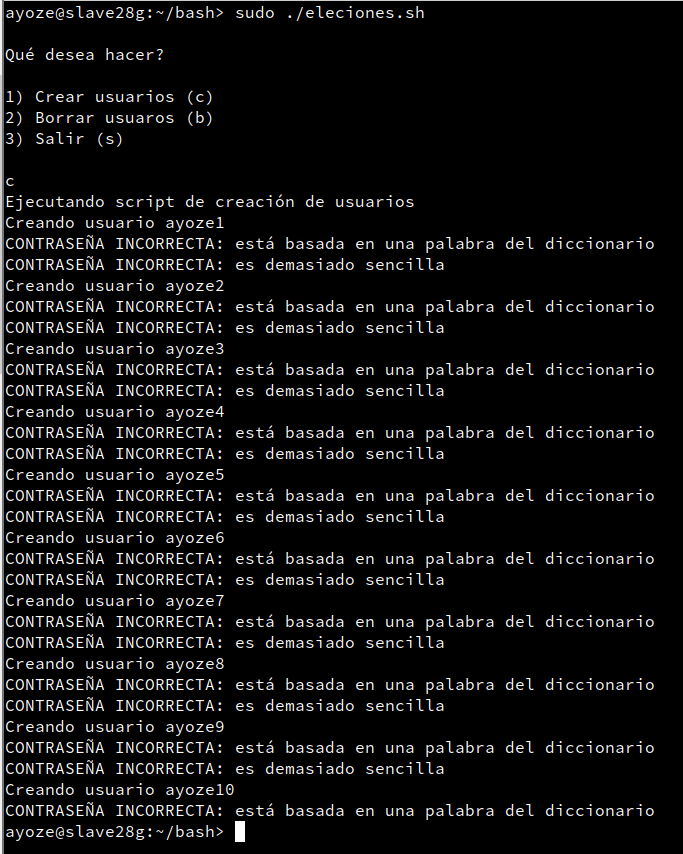 ayoze@slave28g:~/bash> sudo ./eleciones.sh
Qué desea hacer?
1) Crear usuarios (c)
2) Borrar usuaros (b)
3) Salir (s)
c
Ejecutando script de creación de usuarios
Creando usuario ayoze1
CONTRASEÑA INCORRECTA: está basada en una palabra del diccionario
CONTRASEÑA INCORRECTA: es demasiado sencilla
Creando usuario ayoze2
CONTRASEÑA INCORRECTA: está basada en una palabra del diccionario
CONTRASEÑA INCORRECTA: es demasiado sencilla
Creando usuario ayoze3
CONTRASEÑA INCORRECTA: está basada en una palabra del diccionario
CONTRASEÑA INCORRECTA: es demasiado sencilla
Creando usuario ayoze4
CONTRASEÑA INCORRECTA: está basada en una palabra del diccionario
CONTRASEÑA INCORRECTA: es demasiado sencilla
Creando usuario ayoze5
CONTRASEÑA INCORRECTA: está basada en una palabra del diccionario
CONTRASEÑA INCORRECTA: es demasiado sencilla
Creando usuario ayoze6
CONTRASEÑA INCORRECTA: está basada en una palabra del diccionario
CONTRASEÑA INCORRECTA: es demasiado sencilla
Creando usuario ayoze7
CONTRASEÑA INCORRECTA: está basada en una palabra del diccionario
CONTRASEÑA INCORRECTA: es demasiado sencilla
Creando usuario ayoze8
CONTRASEÑA INCORRECTA: está basada en una palabra del diccionario
CONTRASEÑA INCORRECTA: es demasiado sencilla
Creando usuario ayoze9
CONTRASEÑA INCORRECTA: está basada en una palabra del diccionario
CONTRASEÑA INCORRECTA: es demasiado sencilla
Creando usuario ayoze10
CONTRASEÑA INCORRECTA: está basada en una palabra del diccionario
ayoze@slave28g:~/bash>